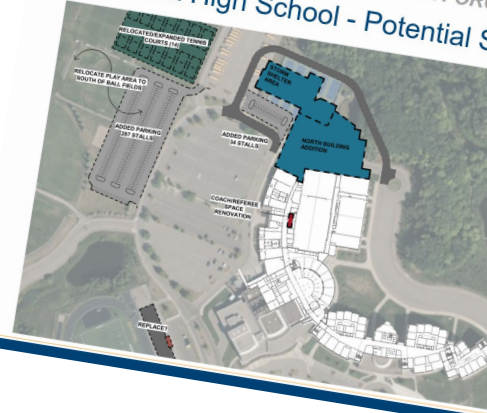 High School - Potential S
RELOCATED/EXPANDED TENNIS
COURTS (14)
STORM
SHELTER
AREA
RELOCATE PLAY AREA TO
SOUTH OF BALL FIELDS
ADDED PARKING
287 STALLS
ADDED PARKING
34 STALLS
NORTH BUILDING
ADDITION
COACH/REFEREE
SPACE
RENOVATION
REPLACE?